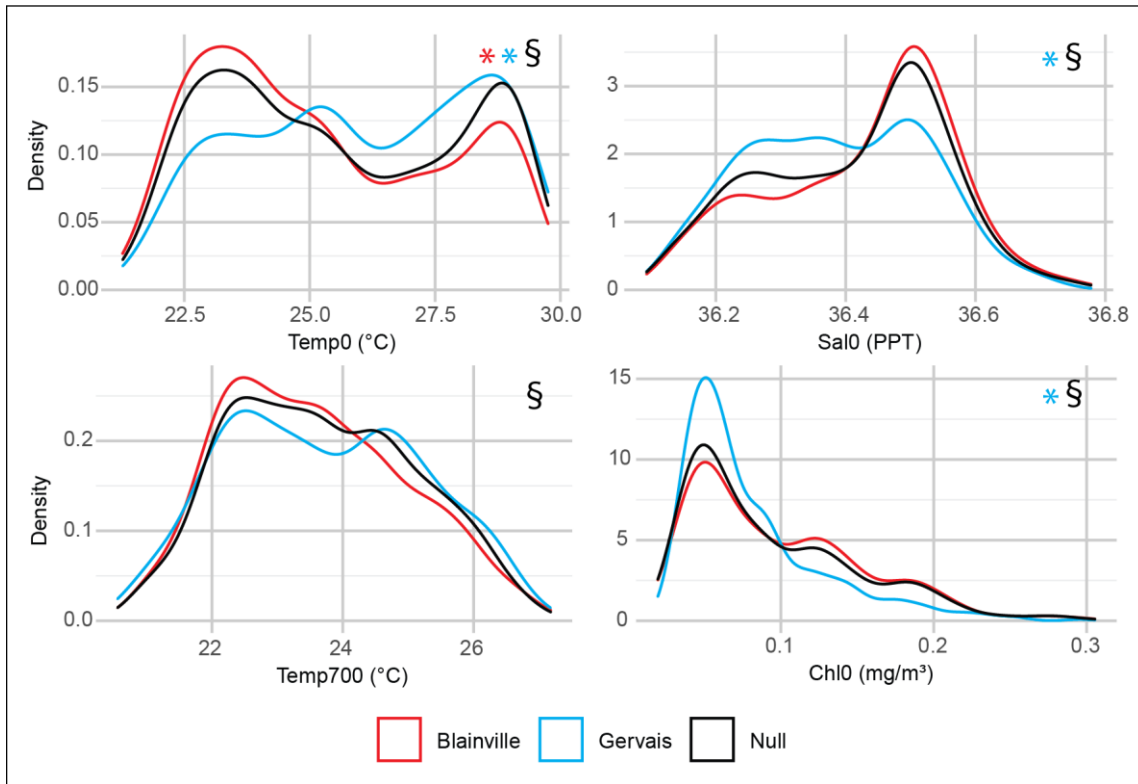 * * §
* §
Density
0.15
0.10
0.05
0.00
22.5 25.0 27.5 30.0
Temp0 (°C)
3
2
1
0
36.2 36.4 36.6 36.8
Sal0 (PPT)
§
* §
Density
0.2
0.1
0.0
22 24 26
Temp700 (°C)
15
10
5
0
0.1 0.2 0.3
Chl0 (mg/m³)
Blainville Gervais Null